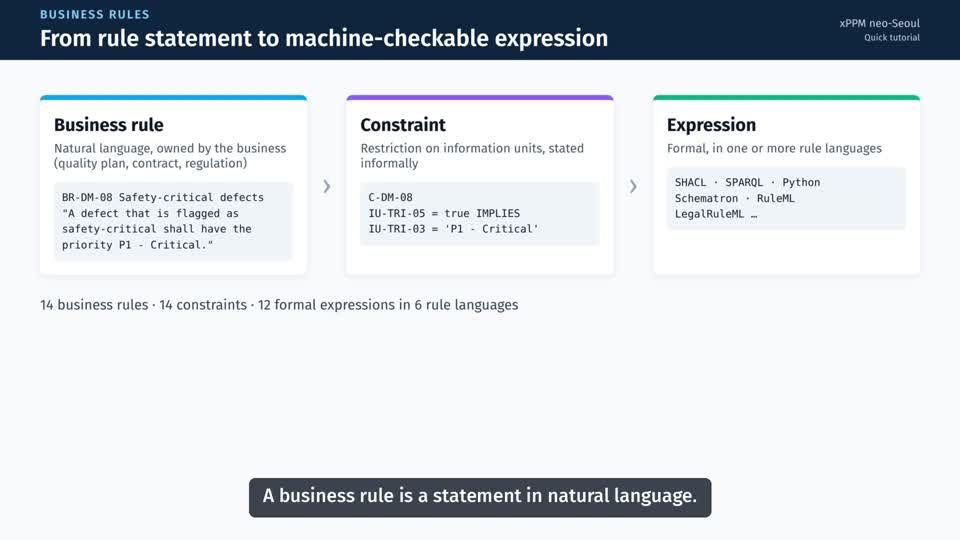 BUSINESS RULES
From rule statement to machine-checkable expression
xPPM neo-Seoul
Quick tutorial
Business rule
Natural language, owned by the business
(quality plan, contract, regulation)
BR-DM-08 Safety-critical defects
"A defect that is flagged as
safety-critical shall have the
priority P1 - Critical."
❯
Constraint
Restriction on information units, stated
informally
C-DM-08
IU-TRI-05 = true IMPLIES
IU-TRI-03 = 'P1 - Critical'
❯
Expression
Formal, in one or more rule languages
SHACL · SPARQL · Python
Schematron · RuleML
LegalRuleML …
14 business rules · 14 constraints · 12 formal expressions in 6 rule languages
A business rule is a statement in natural language.